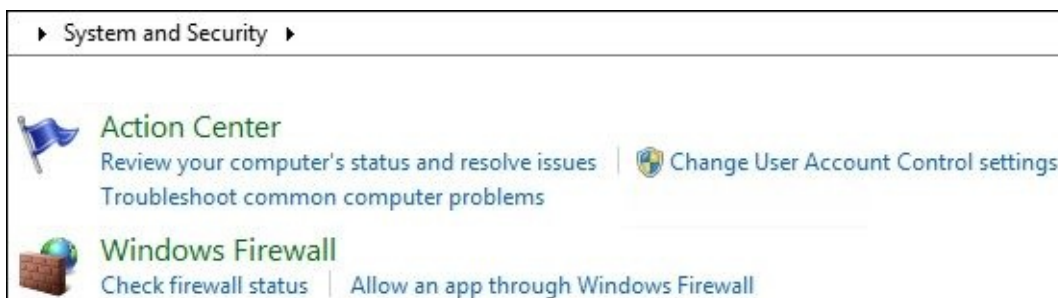 System and Security
Action Center
Review your computer's status and resolve issues Change User Account Control settings
Troubleshoot common computer problems
Windows Firewall
Check firewall status Allow an app through Windows Firewall